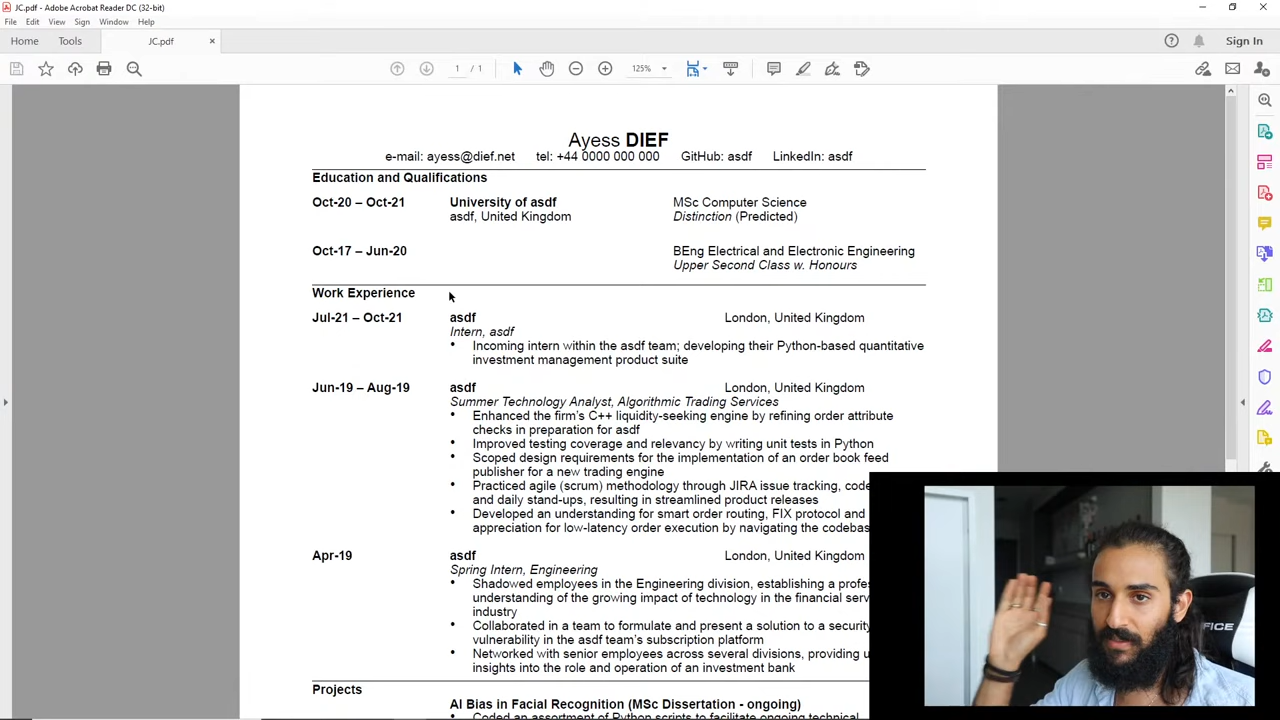 JC.pdf - Adobe Acrobat Reader DC (32-bit)
File Edit View Sign Window Help
Home Tools JC.pdf Sign In
1 / 1 125%
Ayess DIEF
e-mail: ayess@dief.net tel: +44 0000 000 000 GitHub: asdf LinkedIn: asdf
Education and Qualifications
Oct-20 – Oct-21 University of asdf MSc Computer Science
asdf, United Kingdom Distinction (Predicted)
Oct-17 – Jun-20 BEng Electrical and Electronic Engineering
Upper Second Class w. Honours
Work Experience
Jul-21 – Oct-21 asdf London, United Kingdom
Intern, asdf
• Incoming intern within the asdf team; developing their Python-based quantitative
investment management product suite
Jun-19 – Aug-19 asdf London, United Kingdom
Summer Technology Analyst, Algorithmic Trading Services
• Enhanced the firm's C++ liquidity-seeking engine by refining order attribute
checks in preparation for asdf
• Improved testing coverage and relevancy by writing unit tests in Python
• Scoped design requirements for the implementation of an order book feed
publisher for a new trading engine
• Practiced agile (scrum) methodology through JIRA issue tracking, code
and daily stand-ups, resulting in streamlined product releases
• Developed an understanding for smart order routing, FIX protocol and
appreciation for low-latency order execution by navigating the codebas
Apr-19 asdf London, United Kingdom
Spring Intern, Engineering
• Shadowed employees in the Engineering division, establishing a profes
understanding of the growing impact of technology in the financial serv
industry
• Collaborated in a team to formulate and present a solution to a security
vulnerability in the asdf team's subscription platform
• Networked with senior employees across several divisions, providing u
insights into the role and operation of an investment bank
Projects
AI Bias in Facial Recognition (MSc Dissertation - ongoing)
• Coded an assortment of Python scripts to facilitate ongoing technical
FICE